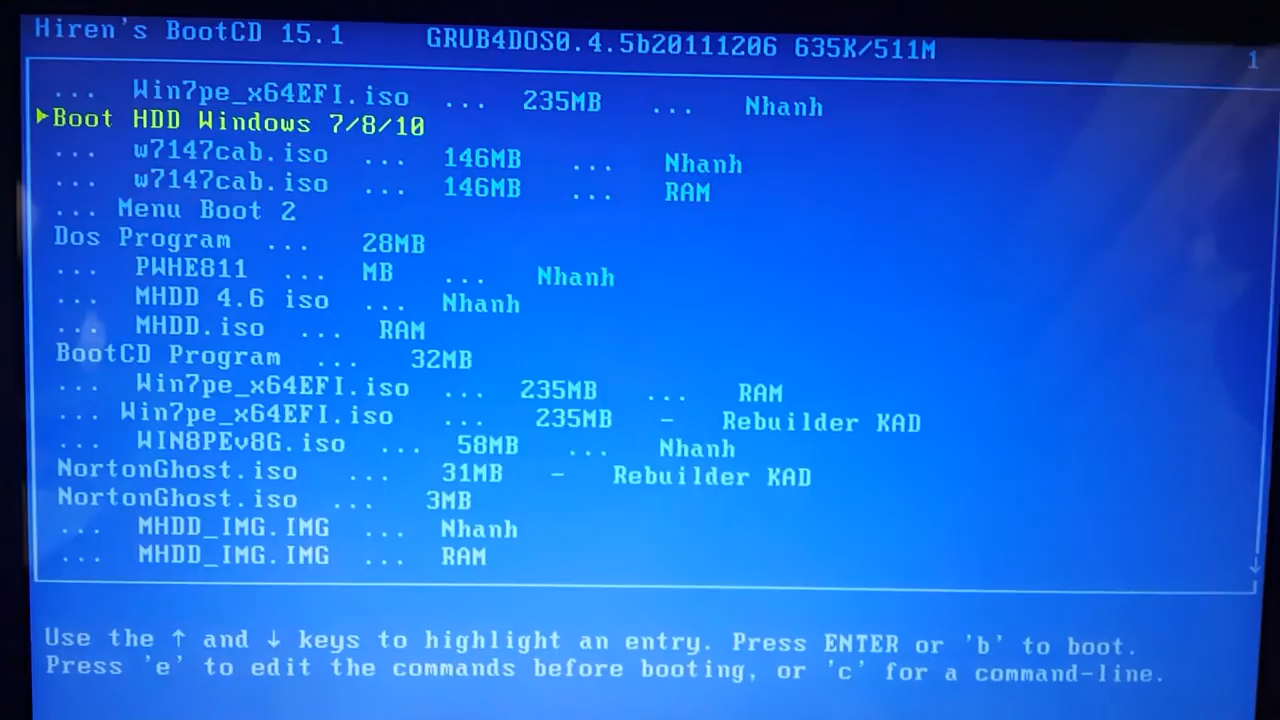 Hiren's BootCD 15.1 GRUB4DOS0.4.5b20111206 635K/511M
1
... Win7pe_x64EFI.iso ... 235MB ... Nhanh
►Boot HDD Windows 7/8/10
... w7147cab.iso ... 146MB ... Nhanh
... w7147cab.iso ... 146MB ... RAM
... Menu Boot 2
Dos Program ... 28MB
... PWHE811 ... MB ... Nhanh
... MHDD 4.6 iso ... Nhanh
... MHDD.iso ... RAM
BootCD Program ... 32MB
... Win7pe_x64EFI.iso ... 235MB ... RAM
... Win7pe_x64EFI.iso ... 235MB - Rebuilder KAD
... WIN8PEv8G.iso ... 58MB ... Nhanh
NortonGhost.iso ... 31MB - Rebuilder KAD
NortonGhost.iso ... 3MB
... MHDD_IMG.IMG ... Nhanh
... MHDD_IMG.IMG ... RAM
Use the ↑ and ↓ keys to highlight an entry. Press ENTER or 'b' to boot.
Press 'e' to edit the commands before booting, or 'c' for a command-line.